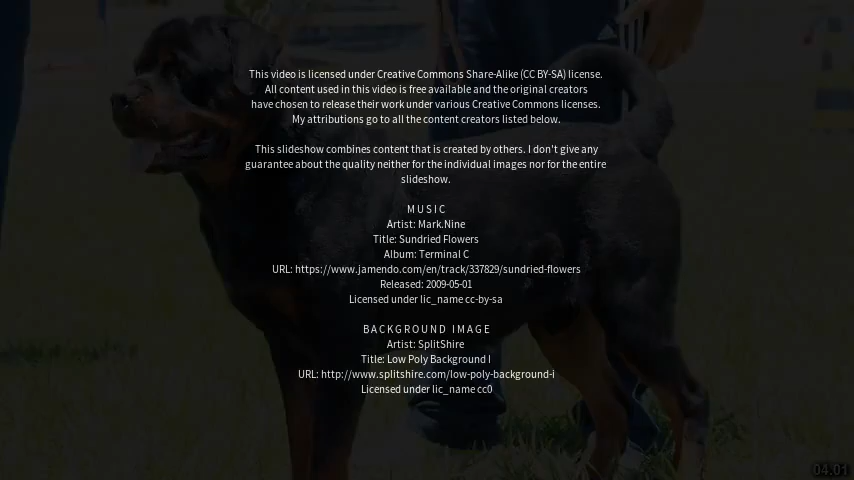 This video is licensed under Creative Commons Share-Alike (CC BY-SA) license.
All content used in this video is free available and the original creators
have chosen to release their work under various Creative Commons licenses.
My attributions go to all the content creators listed below.
This slideshow combines content that is created by others. I don't give any
guarantee about the quality neither for the individual images nor for the entire
slideshow.
MUSIC
Artist: Mark.Nine
Title: Sundried Flowers
Album: Terminal C
URL: https://www.jamendo.com/en/track/337829/sundried-flowers
Released: 2009-05-01
Licensed under lic_name cc-by-sa
BACKGROUND IMAGE
Artist: SplitShire
Title: Low Poly Background I
URL: http://www.splitshire.com/low-poly-background-i
Licensed under lic_name cc0
04.01